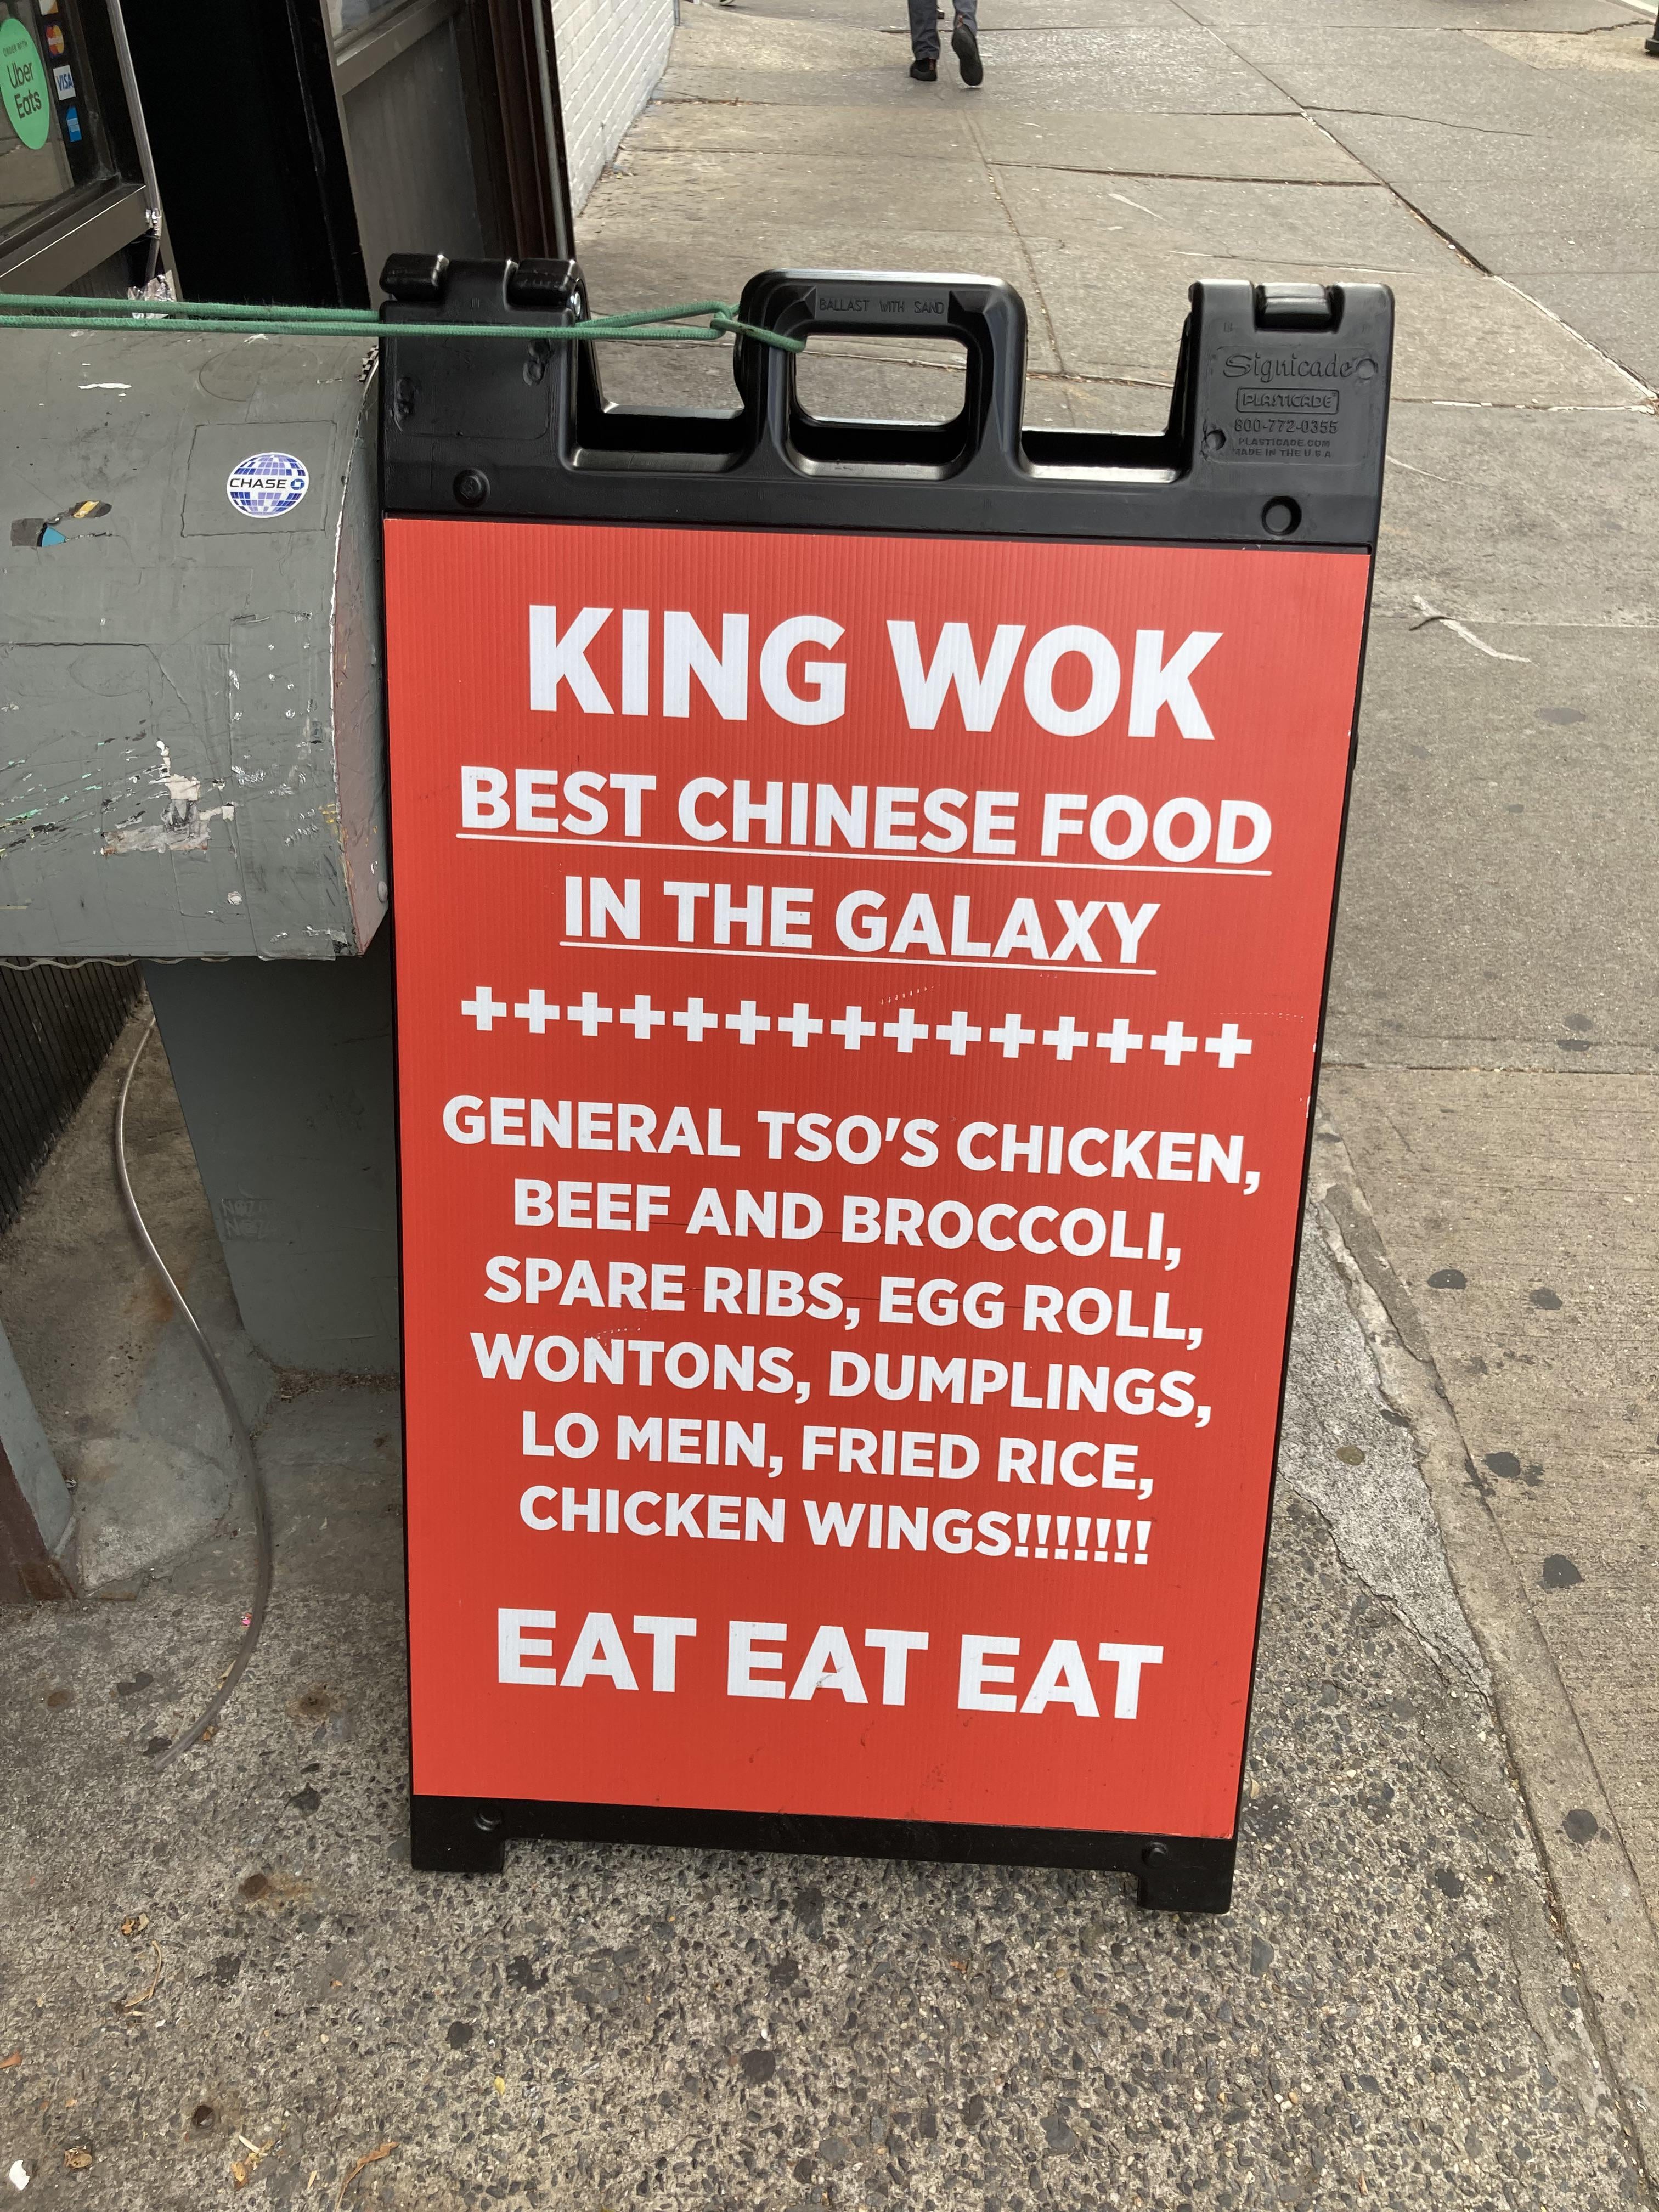 ORDER WITH
Uber
Eats
VISA
BALLAST WITH SAND
Signicade
PLASTICADE
800-772-0355
PLASTICADE.COM
MADE IN THE U S A
CHASE
KING WOK
BEST CHINESE FOOD
IN THE GALAXY
+++++++++++++++
GENERAL TSO'S CHICKEN,
BEEF AND BROCCOLI,
SPARE RIBS, EGG ROLL,
WONTONS, DUMPLINGS,
LO MEIN, FRIED RICE,
CHICKEN WINGS!!!!!!!
EAT EAT EAT